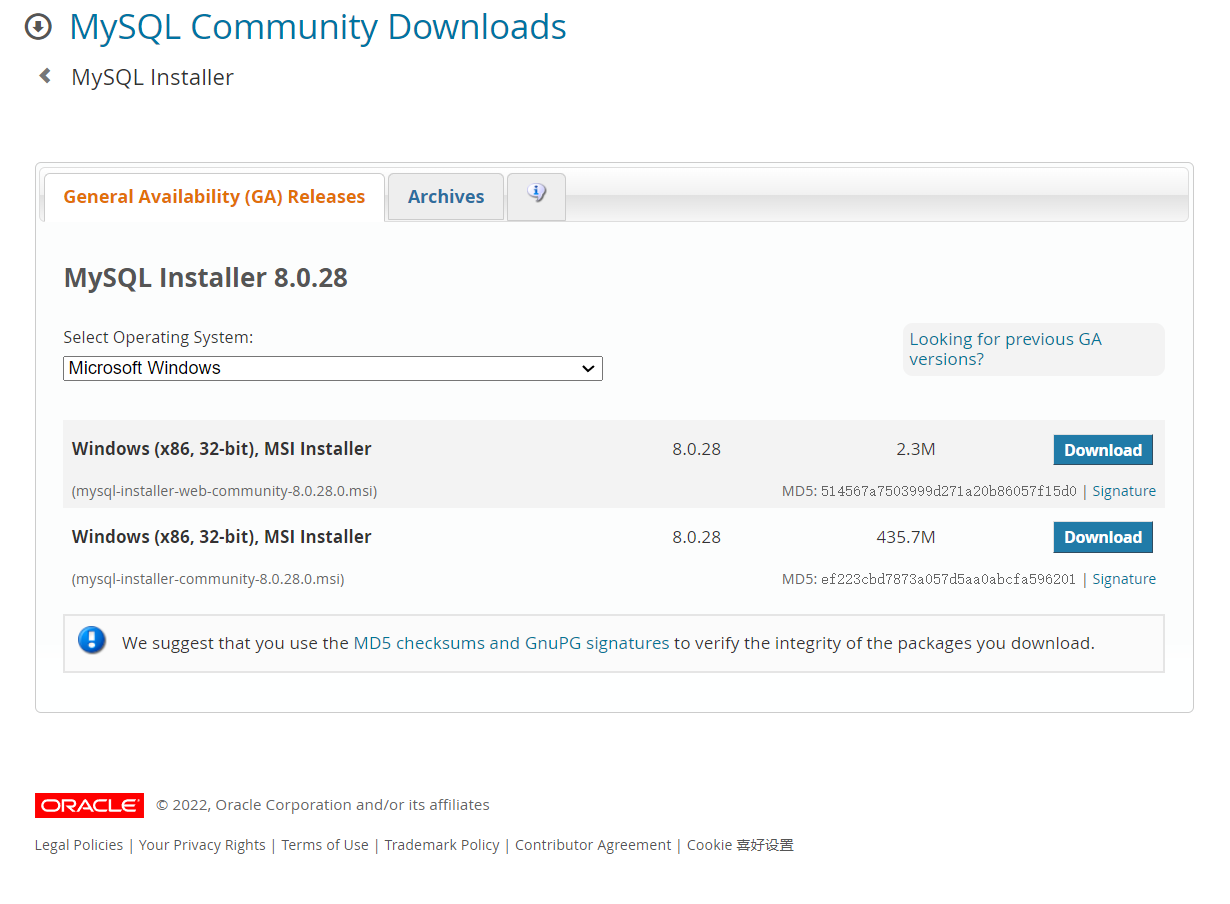 MySQL Community Downloads
MySQL Installer
General Availability (GA) Releases
Archives
MySQL Installer 8.0.28
Select Operating System:
Microsoft Windows
Looking for previous GA
versions?
Windows (x86, 32-bit), MSI Installer 8.0.28 2.3M Download
(mysql-installer-web-community-8.0.28.0.msi) MD5: 514567a7503999d271a20b86057f15d0 | Signature
Windows (x86, 32-bit), MSI Installer 8.0.28 435.7M Download
(mysql-installer-community-8.0.28.0.msi) MD5: ef223cbd7873a057d5aa0abcfa596201 | Signature
We suggest that you use the MD5 checksums and GnuPG signatures to verify the integrity of the packages you download.
ORACLE © 2022, Oracle Corporation and/or its affiliates
Legal Policies | Your Privacy Rights | Terms of Use | Trademark Policy | Contributor Agreement | Cookie 喜好设置